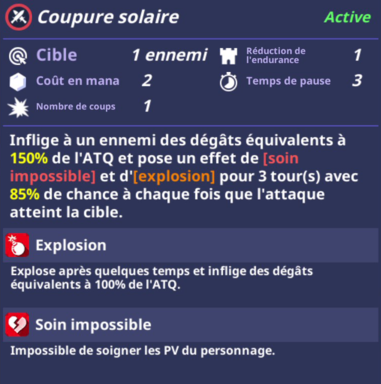 Coupure solaire
Active
Cible 1 ennemi
Réduction de l'endurance 1
Coût en mana 2
Temps de pause 3
Nombre de coups 1
Inflige à un ennemi des dégâts équivalents à
150% de l'ATQ et pose un effet de [soin
impossible] et d'[explosion] pour 3 tour(s) avec
85% de chance à chaque fois que l'attaque
atteint la cible.
Explosion
Explose après quelques temps et inflige des dégâts
équivalents à 100% de l'ATQ.
Soin impossible
Impossible de soigner les PV du personnage.